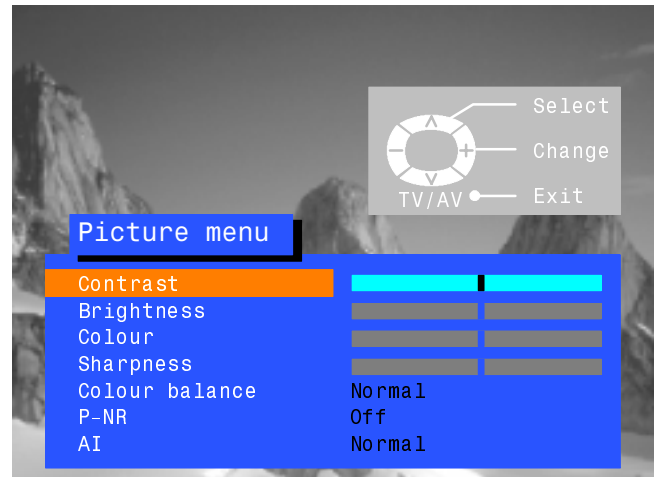 Select
Change
TV/AV Exit
Picture menu
Contrast
Brightness
Colour
Sharpness
Colour balance Normal
P-NR Off
AI Normal